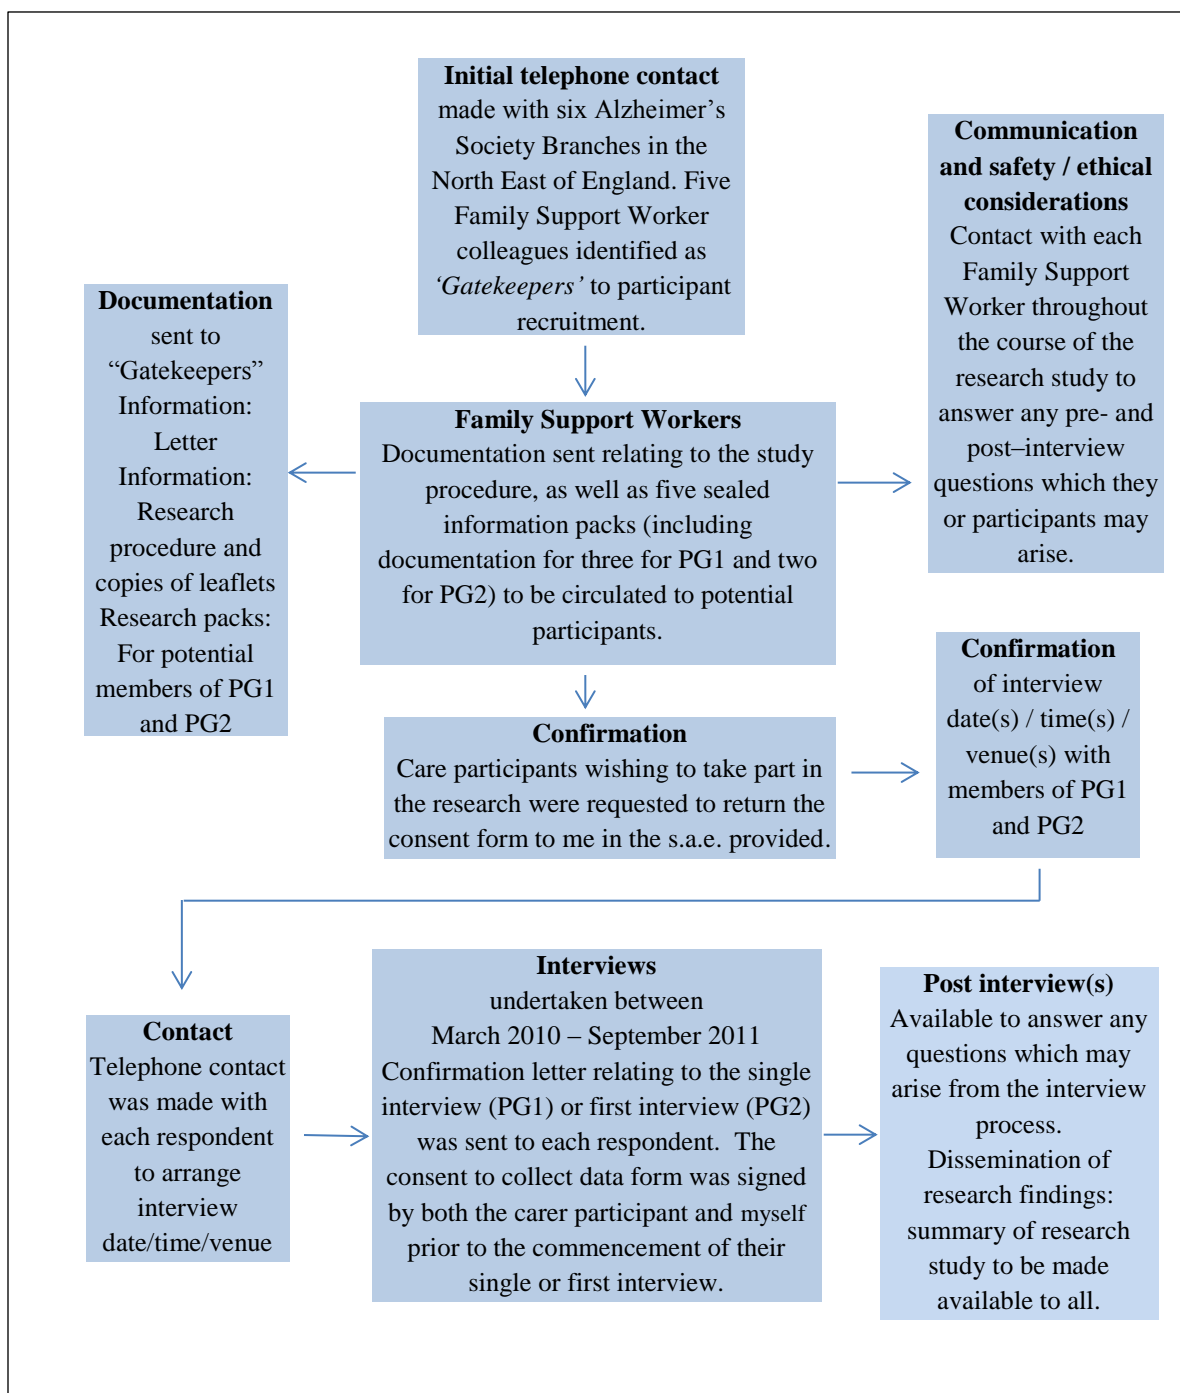 Initial telephone contact
made with six Alzheimer’s
Society Branches in the
North East of England. Five
Family Support Worker
colleagues identified as
‘Gatekeepers’ to participant
recruitment.
Communication
and safety / ethical
considerations
Contact with each
Family Support
Worker throughout
the course of the
research study to
answer any pre- and
post–interview
questions which they
or participants may
arise.
Documentation
sent to
“Gatekeepers”
Information:
Letter
Information:
Research
procedure and
copies of leaflets
Research packs:
For potential
members of PG1
and PG2
Family Support Workers
Documentation sent relating to the study
procedure, as well as five sealed
information packs (including
documentation for three for PG1 and two
for PG2) to be circulated to potential
participants.
Confirmation
Care participants wishing to take part in
the research were requested to return the
consent form to me in the s.a.e. provided.
Confirmation
of interview
date(s) / time(s) /
venue(s) with
members of PG1
and PG2
Contact
Telephone contact
was made with
each respondent
to arrange
interview
date/time/venue
Interviews
undertaken between
March 2010 – September 2011
Confirmation letter relating to the single
interview (PG1) or first interview (PG2)
was sent to each respondent.  The
consent to collect data form was signed
by both the carer participant and myself
prior to the commencement of their
single or first interview.
Post interview(s)
Available to answer any
questions which may
arise from the interview
process.
Dissemination of
research findings:
summary of research
study to be made
available to all.